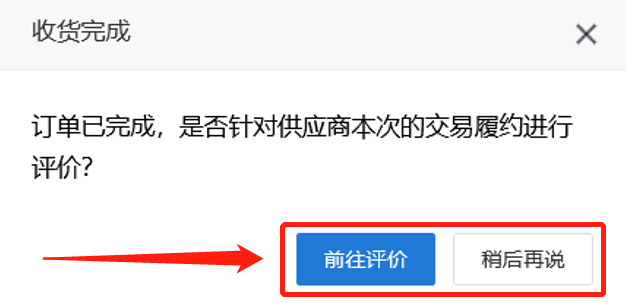 收货完成
订单已完成，是否针对供应商本次的交易履约进行
评价？
前往评价
稍后再说